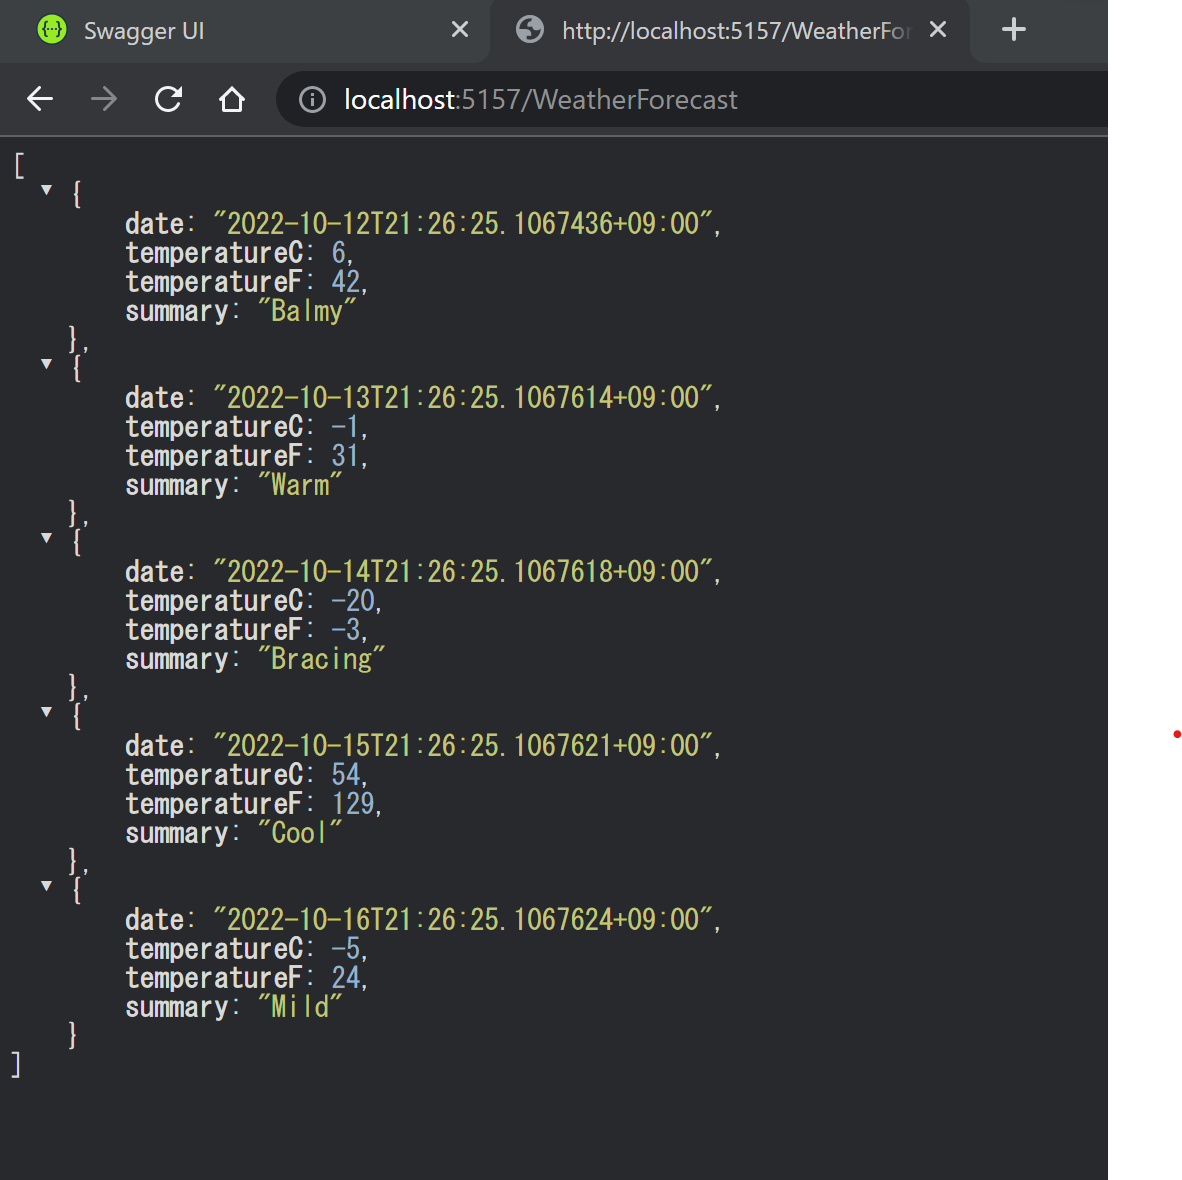 Swagger UI
http://localhost:5157/WeatherFor
localhost:5157/WeatherForecast
[
{
date: "2022-10-12T21:26:25.1067436+09:00",
temperatureC: 6,
temperatureF: 42,
summary: "Balmy"
},
{
date: "2022-10-13T21:26:25.1067614+09:00",
temperatureC: -1,
temperatureF: 31,
summary: "Warm"
},
{
date: "2022-10-14T21:26:25.1067618+09:00",
temperatureC: -20,
temperatureF: -3,
summary: "Bracing"
},
{
date: "2022-10-15T21:26:25.1067621+09:00",
temperatureC: 54,
temperatureF: 129,
summary: "Cool"
},
{
date: "2022-10-16T21:26:25.1067624+09:00",
temperatureC: -5,
temperatureF: 24,
summary: "Mild"
}
]